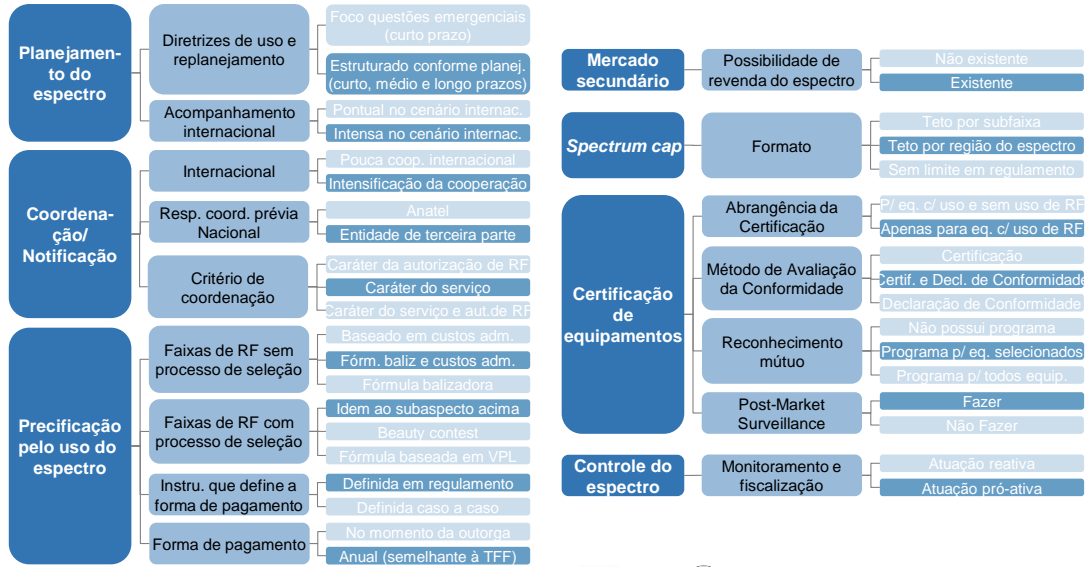 Planejamen-
to do
espectro
Diretrizes de uso e
replanejamento
Foco questões emergenciais
(curto prazo)
Estruturado conforme planej.
(curto, médio e longo prazos)
Acompanhamento
internacional
Pontual no cenário internac.
Intensa no cenário internac.
Coordena-
ção/
Notificação
Internacional
Pouca coop. internacional
Intensificação da cooperação
Resp. coord. prévia
Nacional
Anatel
Entidade de terceira parte
Critério de
coordenação
Caráter da autorização de RF
Caráter do serviço
Caráter do serviço e aut.de RF
Precificação
pelo uso do
espectro
Faixas de RF sem
processo de seleção
Baseado em custos adm.
Fórm. baliz e custos adm.
Fórmula balizadora
Faixas de RF com
processo de seleção
Idem ao subaspecto acima
Beauty contest
Fórmula baseada em VPL
Instru. que define a
forma de pagamento
Definida em regulamento
Definida caso a caso
Forma de pagamento
No momento da outorga
Anual (semelhante à TFF)
Mercado
secundário
Possibilidade de
revenda do espectro
Não existente
Existente
Spectrum cap
Formato
Teto por subfaixa
Teto por região do espectro
Sem limite em regulamento
Certificação
de
equipamentos
Abrangência da
Certificação
P/ eq. c/ uso e sem uso de RF
Apenas para eq. c/ uso de RF
Método de Avaliação
da Conformidade
Certificação
Certif. e Decl. de Conformidade
Declaração de Conformidade
Reconhecimento
mútuo
Não possui programa
Programa p/ eq. selecionados
Programa p/ todos equip.
Post-Market
Surveillance
Fazer
Não Fazer
Controle do
espectro
Monitoramento e
fiscalização
Atuação reativa
Atuação pró-ativa